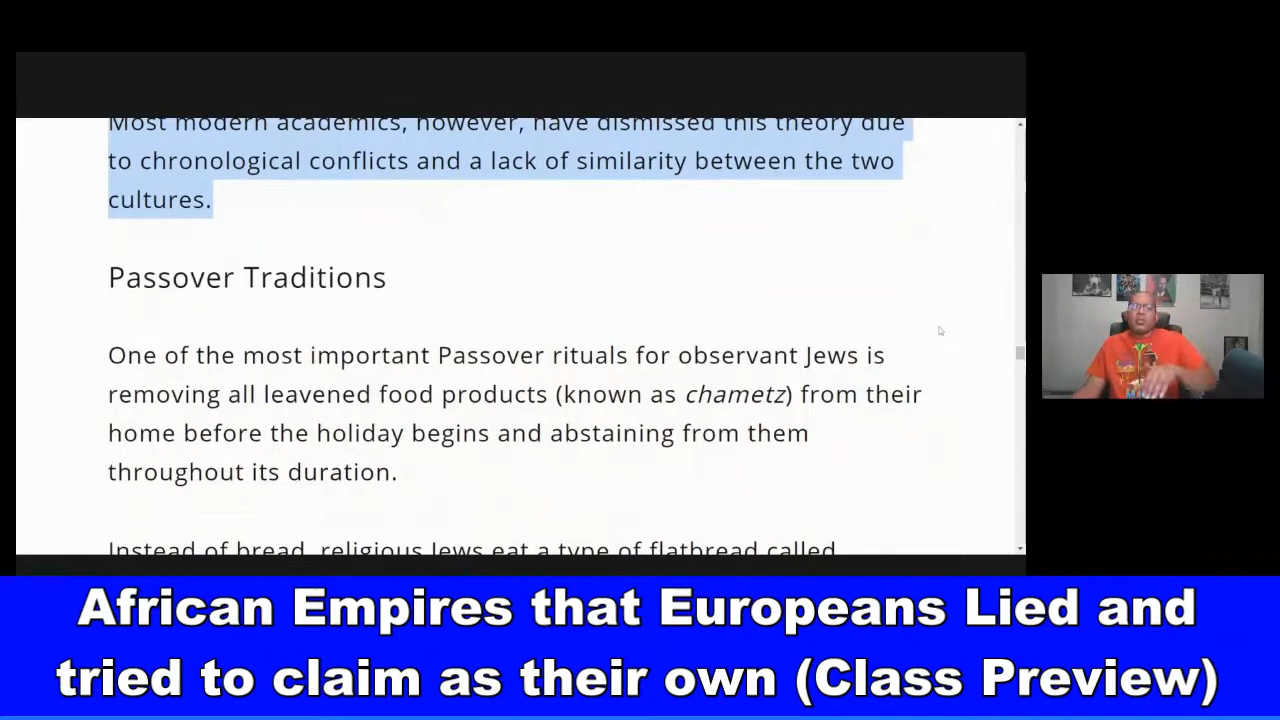 Most modern academics, however, have dismissed this theory due
to chronological conflicts and a lack of similarity between the two
cultures.
Passover Traditions
One of the most important Passover rituals for observant Jews is
removing all leavened food products (known as chametz) from their
home before the holiday begins and abstaining from them
throughout its duration.
Instead of bread, religious Jews eat a type of flatbread called
African Empires that Europeans Lied and
tried to claim as their own (Class Preview)